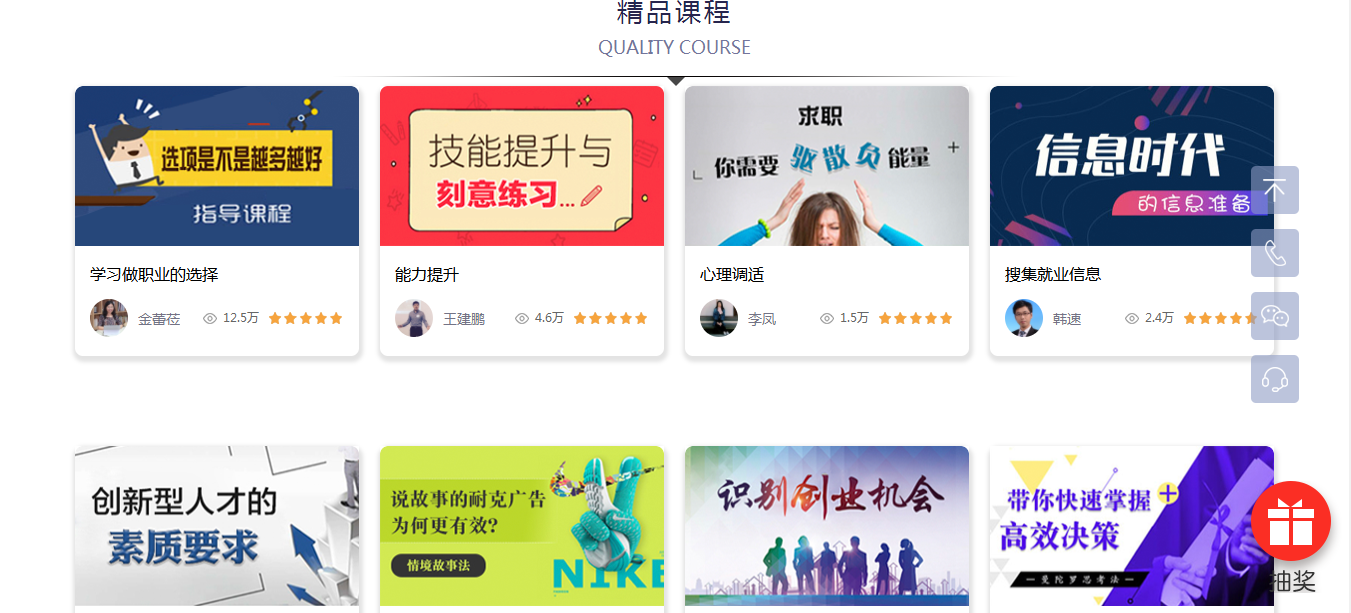 精品课程
QUALITY COURSE
选项是不是越多越好
指导课程
学习做职业的选择
金蕾莅 12.5万
技能提升与
刻意练习...
能力提升
王建鹏 4.6万
求职
你需要 驱散负 能量
心理调适
李凤 1.5万
信息时代
的信息准备
搜集就业信息
韩速 2.4万
创新型人才的
素质要求
说故事的耐克广告
为何更有效?
情境故事法
NIKE
识别创业机会
带你快速掌握
高效决策
曼陀罗思考法
抽奖